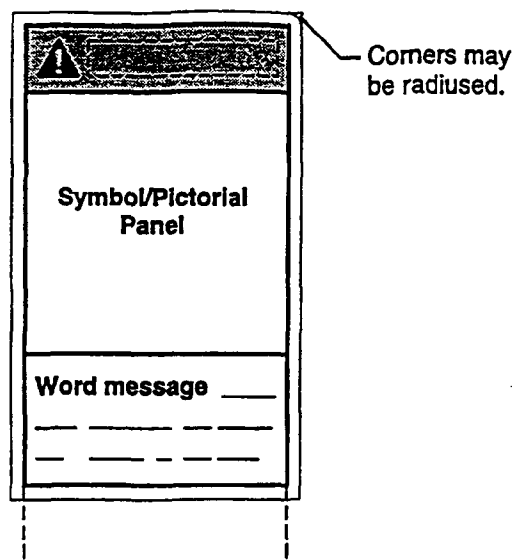 !
Corners may
be radiused.
Symbol/Pictorial
Panel
Word message